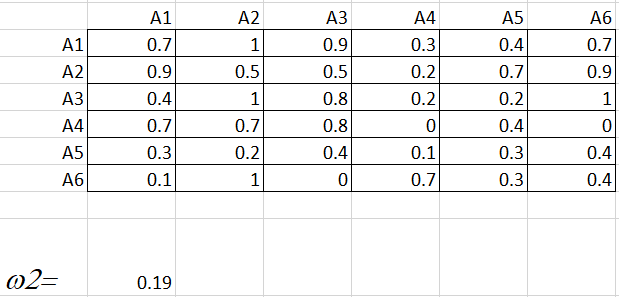 A1 A2 A3 A4 A5 A6
A1 0.7 1 0.9 0.3 0.4 0.7
A2 0.9 0.5 0.5 0.2 0.7 0.9
A3 0.4 1 0.8 0.2 0.2 1
A4 0.7 0.7 0.8 0 0.4 0
A5 0.3 0.2 0.4 0.1 0.3 0.4
A6 0.1 1 0 0.7 0.3 0.4
ω2= 0.19